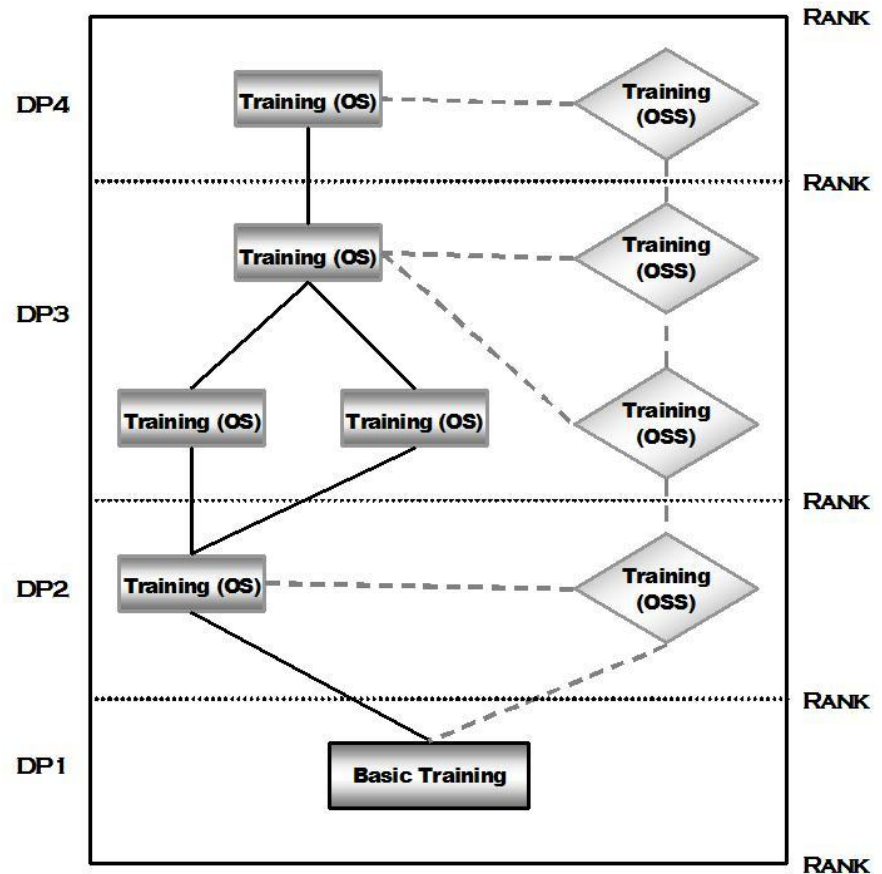 RANK
DP4
Training (OS)
Training
(OSS)
RANK
Training (OS)
Training
(OSS)
DP3
Training (OS)
Training (OS)
Training
(OSS)
RANK
DP2
Training (OS)
Training
(OSS)
RANK
DP1
Basic Training
RANK